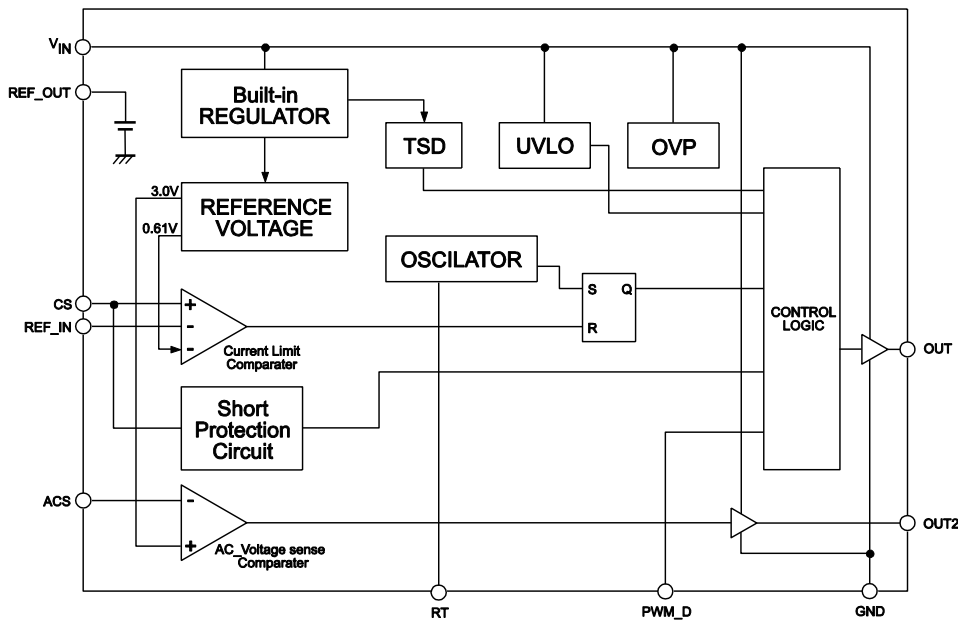 VIN
REF_OUT
Built-in
REGULATOR
TSD
UVLO
OVP
3.0V
REFERENCE
VOLTAGE
0.61V
OSCILATOR
S
Q
R
CONTROL
LOGIC
CS
+
REF_IN
-
-
Current Limit
Comparater
OUT
Short
Protection
Circuit
ACS
-
+
AC_Voltage sense
Comparater
OUT2
RT
PWM_D
GND